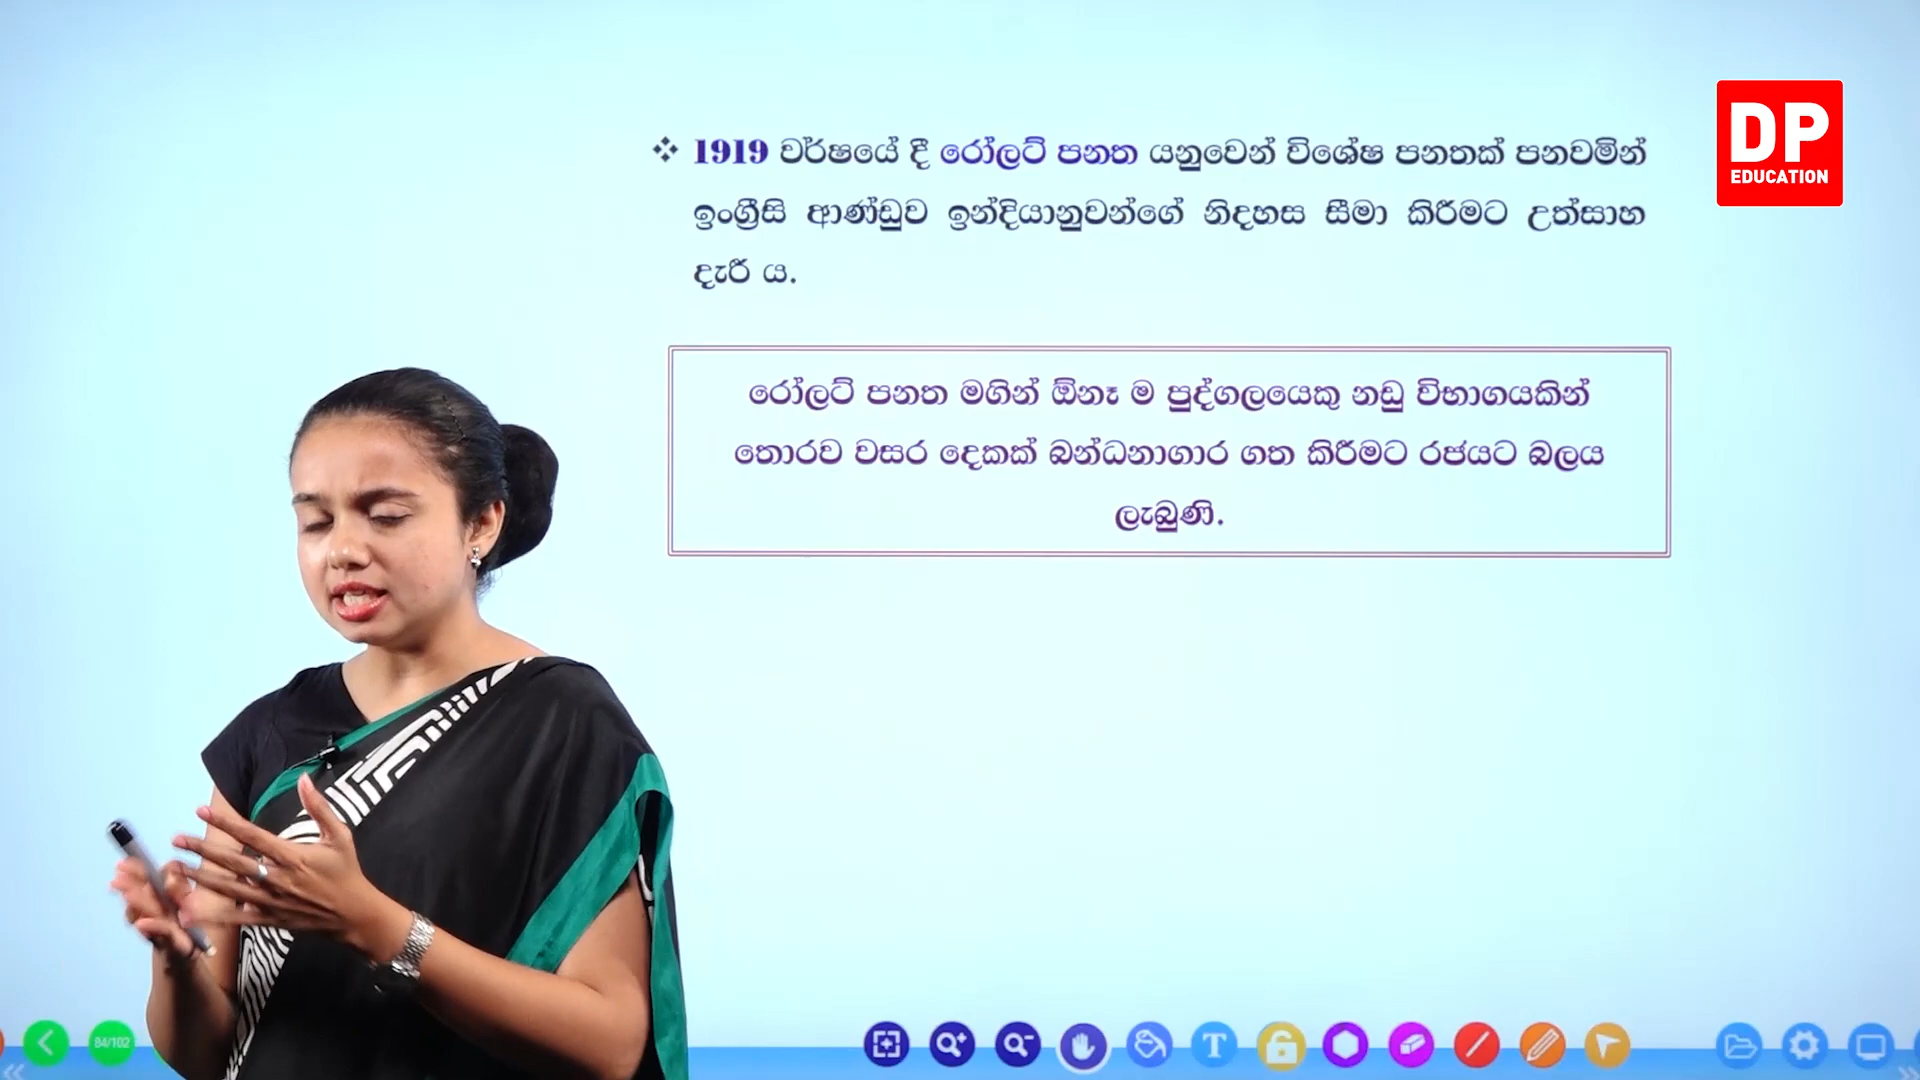 DP
EDUCATION
❖ 1919 වර්ෂයේ දී රෝලට් පනත යනුවෙන් විශේෂ පනතක් පනවමින්
ඉංග්‍රීසි ආණ්ඩුව ඉන්දියානුවන්ගේ නිදහස සීමා කිරීමට උත්සාහ
දැරී ය.
රෝලට් පනත මගින් ඕනෑ ම පුද්ගලයෙකු නඩු විභාගයකින්
තොරව වසර දෙකක් බන්ධනාගාර ගත කිරීමට රජයට බලය
ලැබුණි.
84/102
T